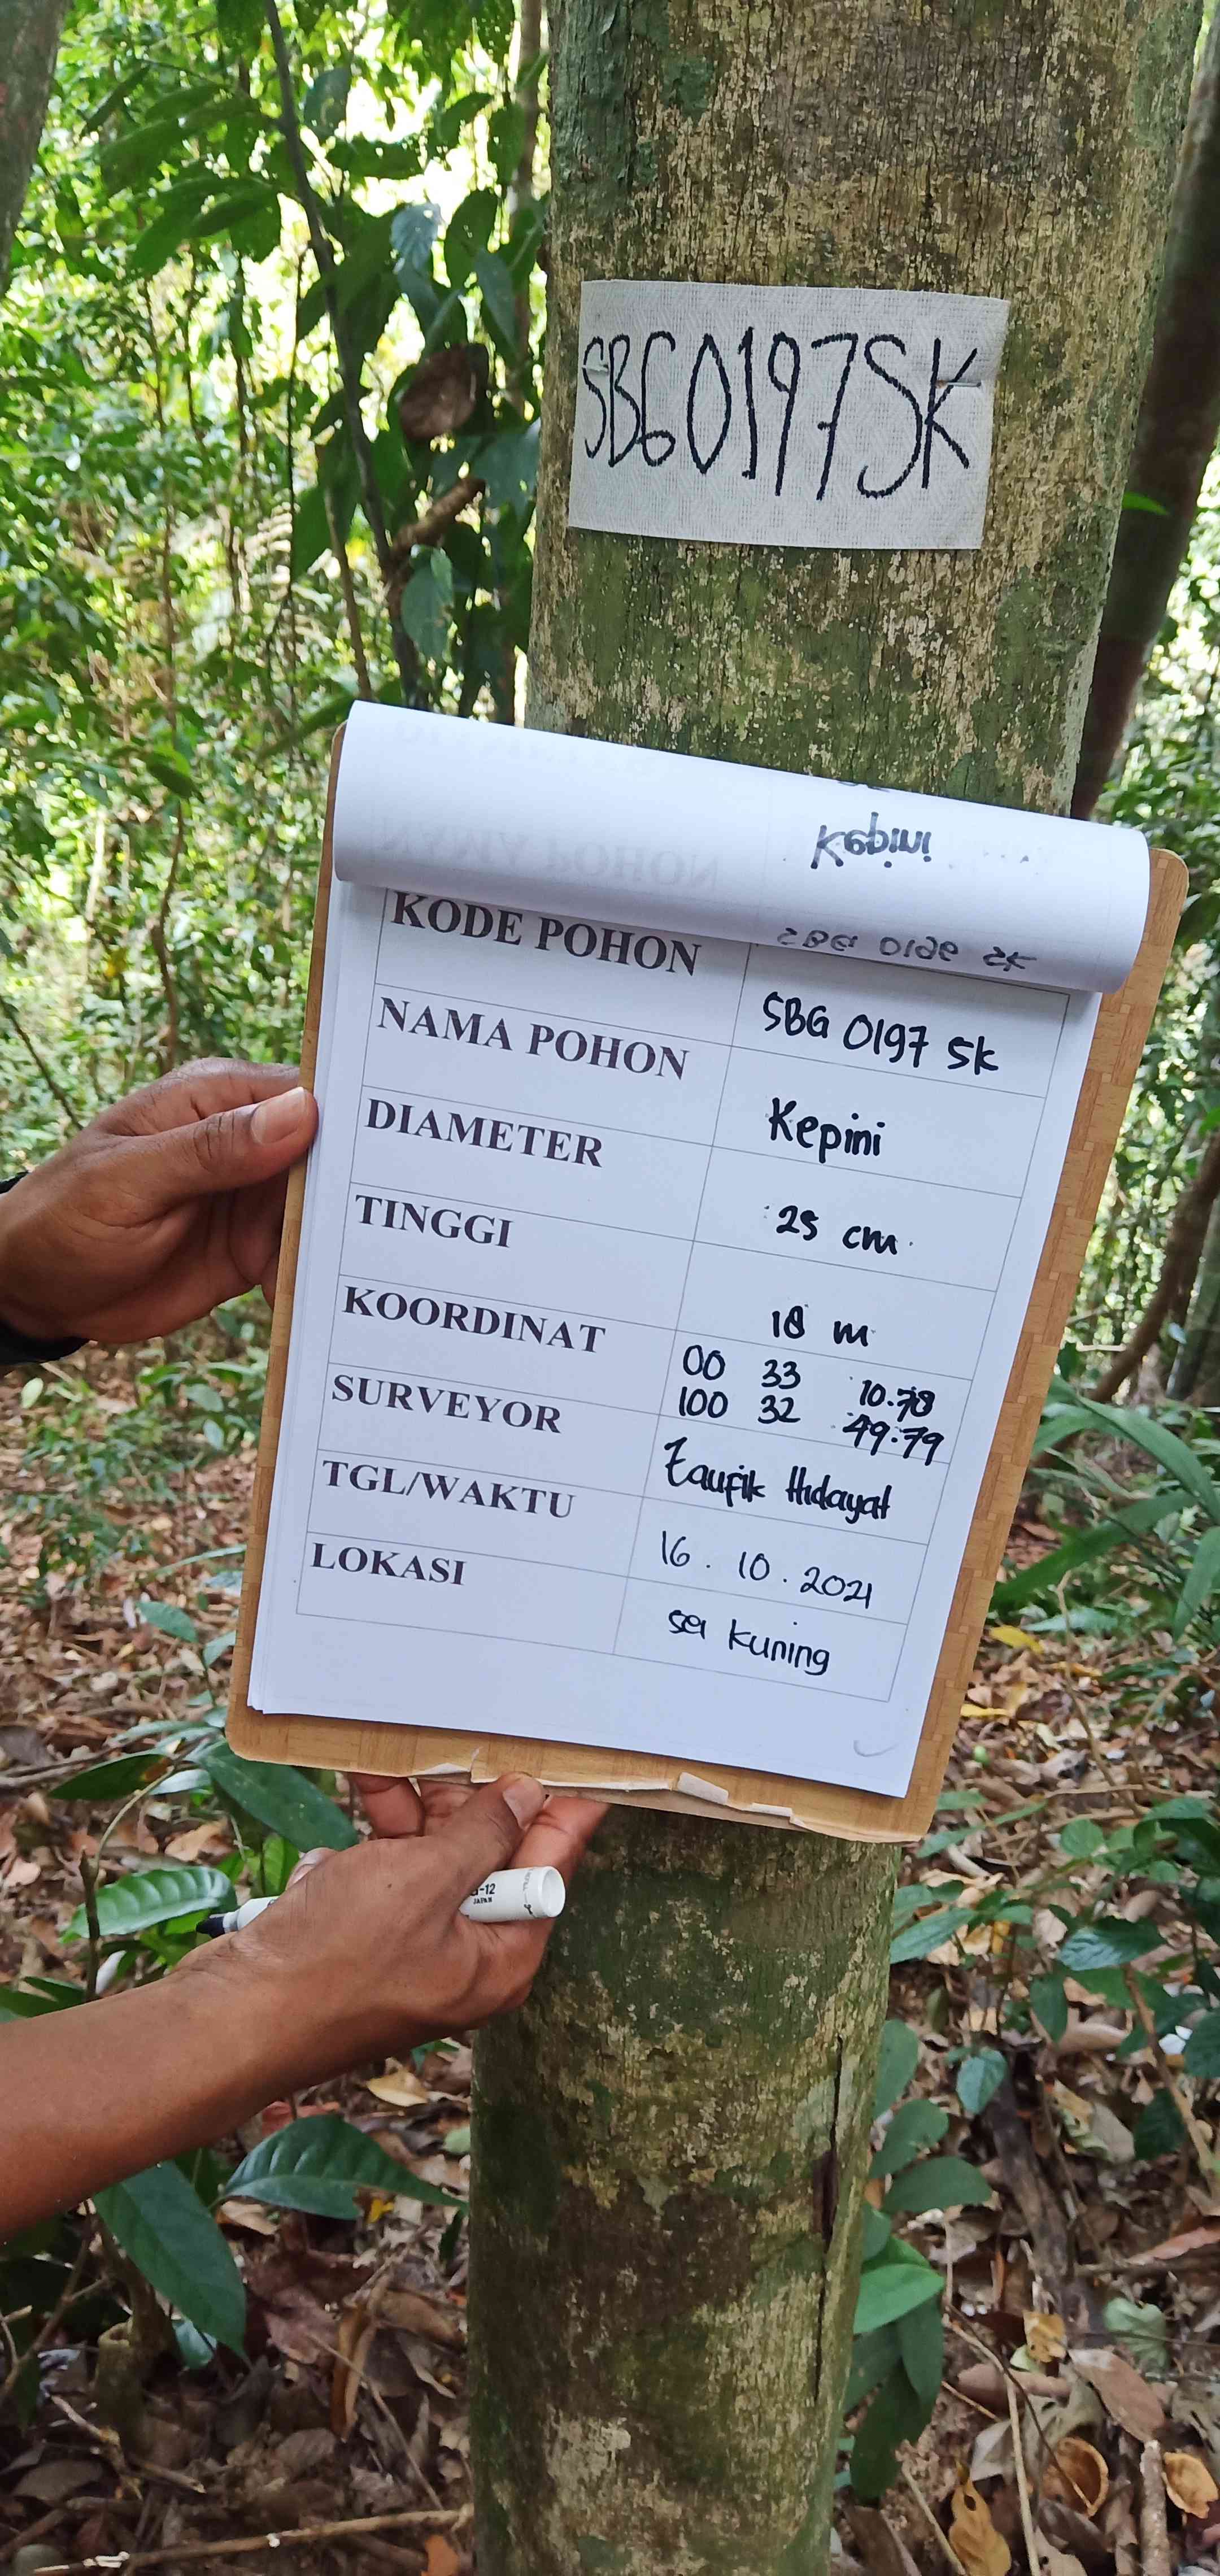 SBG0197SK
Kepini
SBG 0196 SK
KODE POHON SBG 0197 SK
NAMA POHON Kepini
DIAMETER 25 cm
TINGGI 18 m
KOORDINAT 00 33 10.78
100 32 49.79
SURVEYOR Taufik Hidayat
TGL/WAKTU 16.10.2021
LOKASI sei kuning
-12
JAPAN